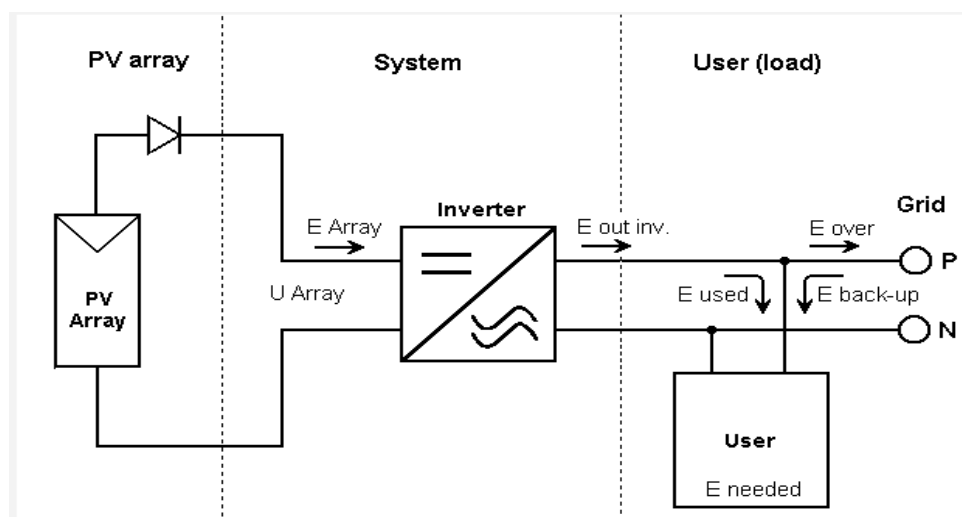 PV array
System
User (load)
Inverter
Grid
E Array
E out inv.
E over
P
U Array
E used
E back-up
PV
Array
N
User
E needed